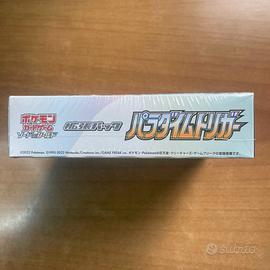 ポケモン
カードゲーム
ソード&シールド
拡張パック
パラダイムトリガー
©2022 Pokémon. ©1995-2022 Nintendo/Creatures Inc./GAME FREAK inc.
subito